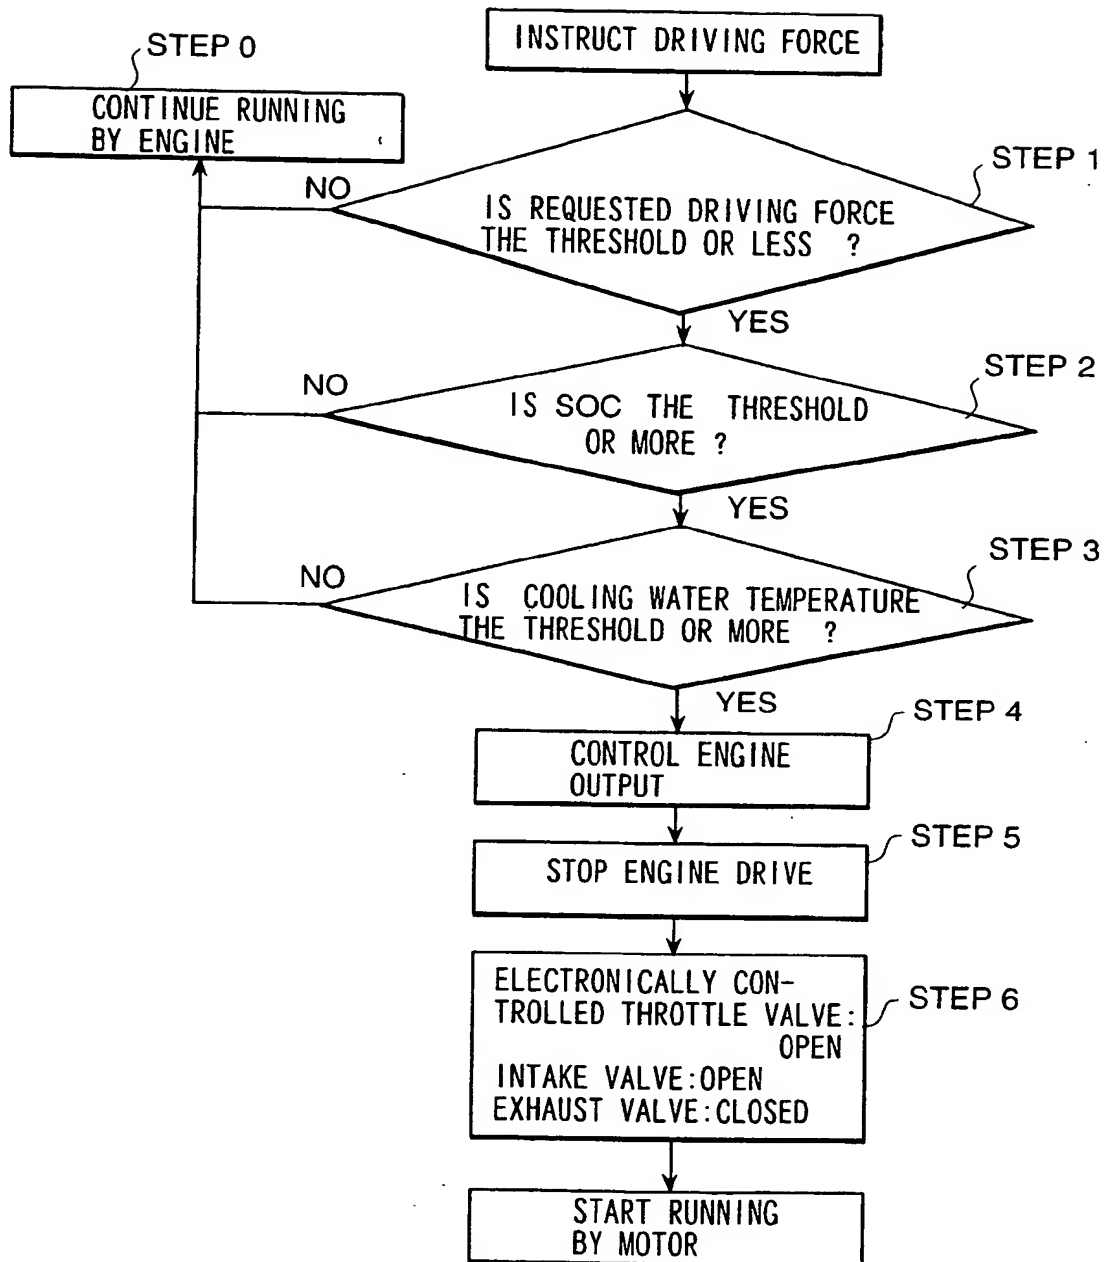 STEP 0
INSTRUCT DRIVING FORCE
CONTINUE RUNNING
BY ENGINE
STEP 1
NO
IS REQUESTED DRIVING FORCE
THE THRESHOLD OR LESS ?
YES
STEP 2
NO
IS SOC THE THRESHOLD
OR MORE ?
YES
STEP 3
NO
IS COOLING WATER TEMPERATURE
THE THRESHOLD OR MORE ?
YES
STEP 4
CONTROL ENGINE
OUTPUT
STEP 5
STOP ENGINE DRIVE
ELECTRONICALLY CON-
TROLLED THROTTLE VALVE:
OPEN
STEP 6
INTAKE VALVE:OPEN
EXHAUST VALVE:CLOSED
START RUNNING
BY MOTOR